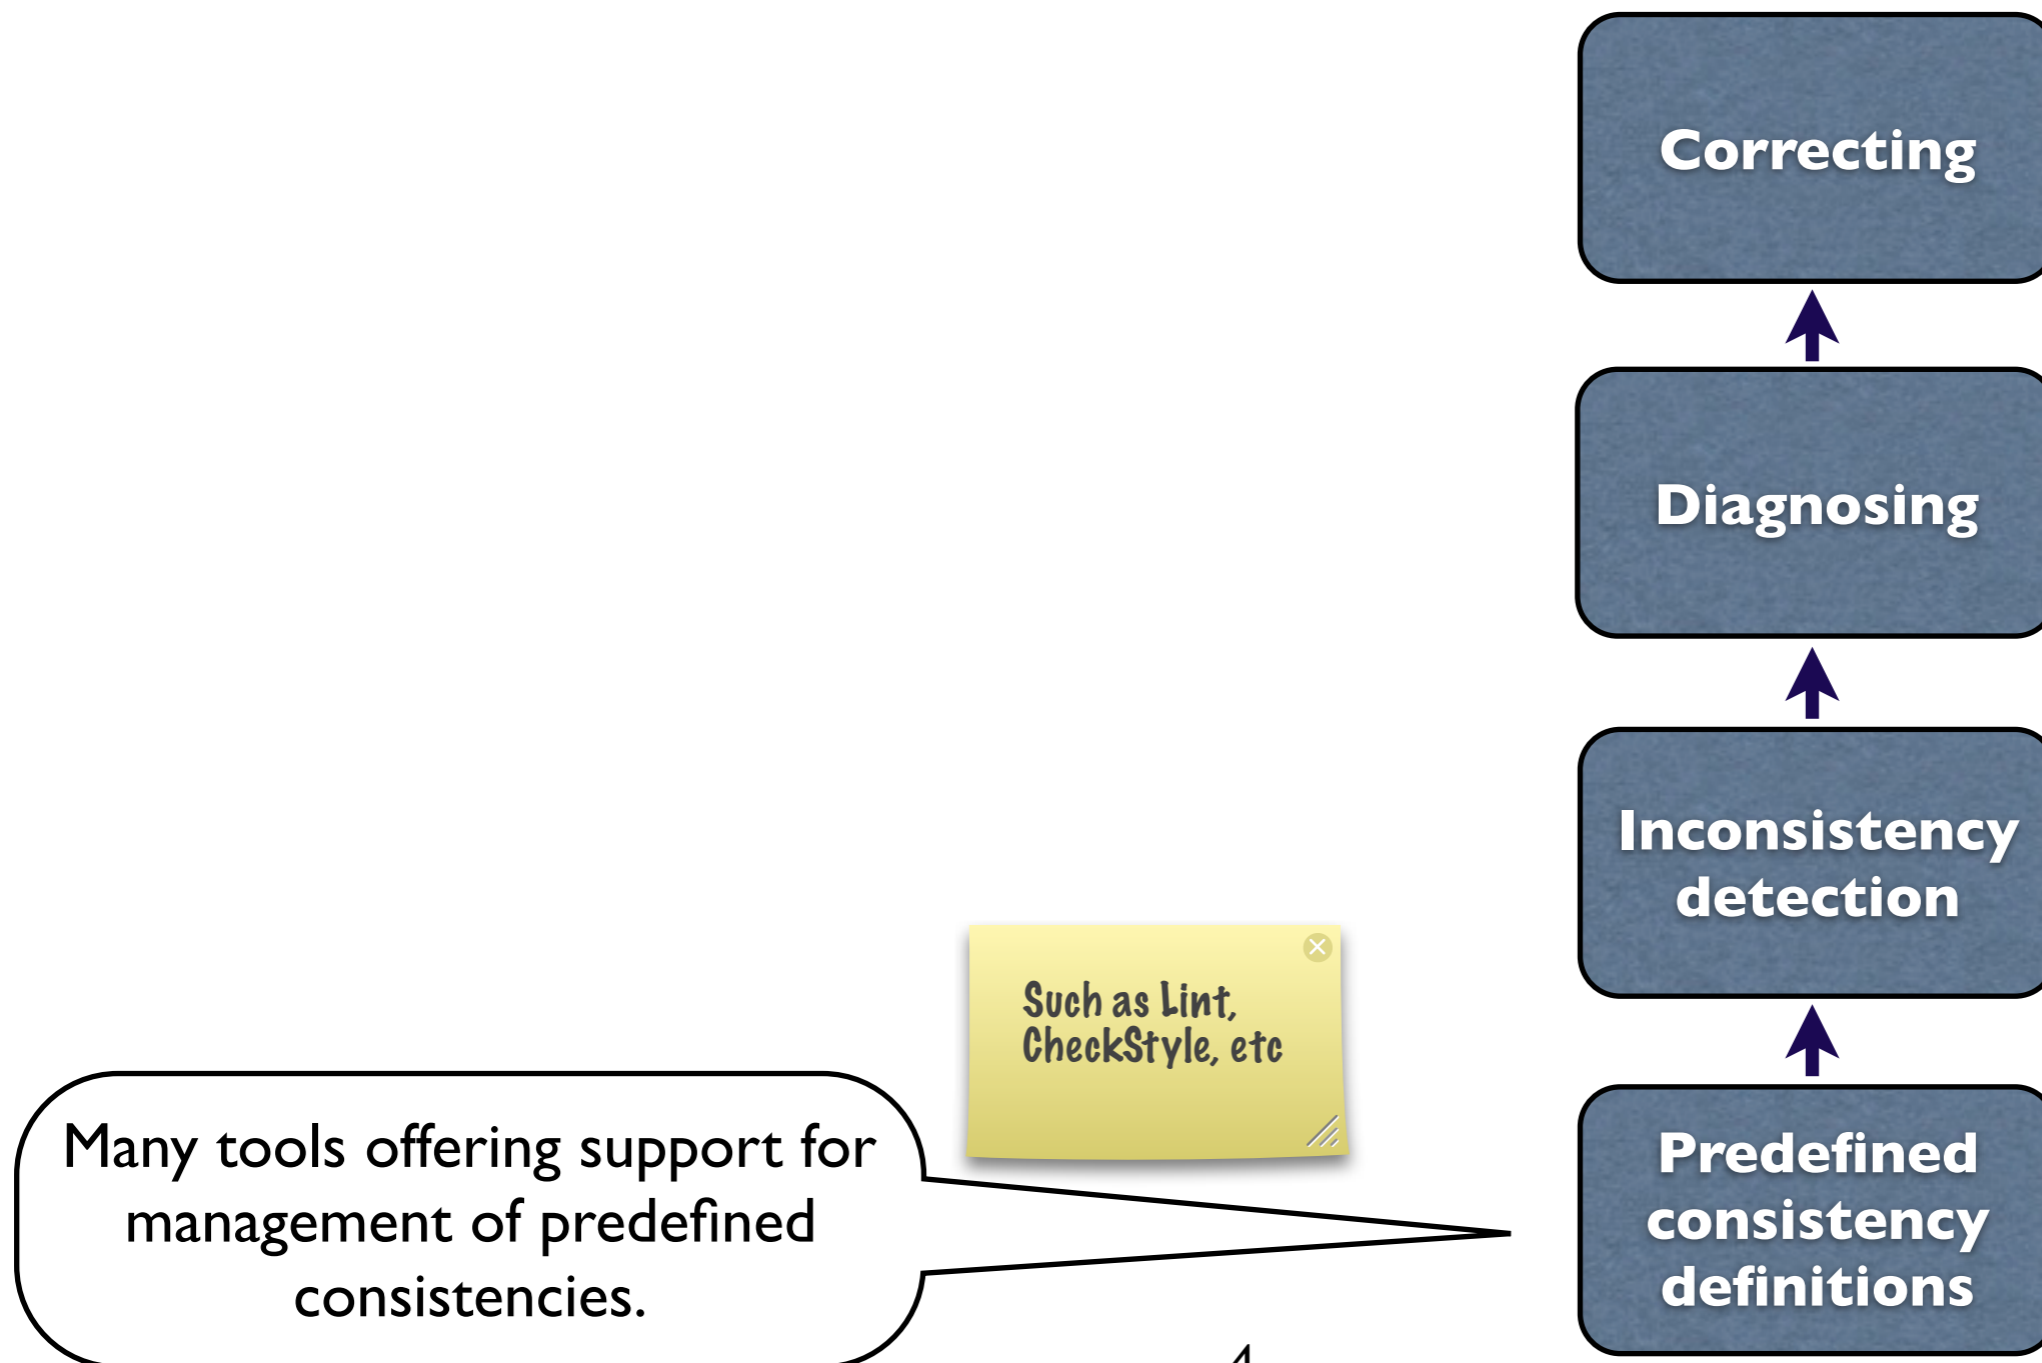 Correcting
Diagnosing
Inconsistency
detection
Such as Lint,
CheckStyle, etc
Many tools offering support for
management of predefined
consistencies.
Predefined
consistency
definitions
4